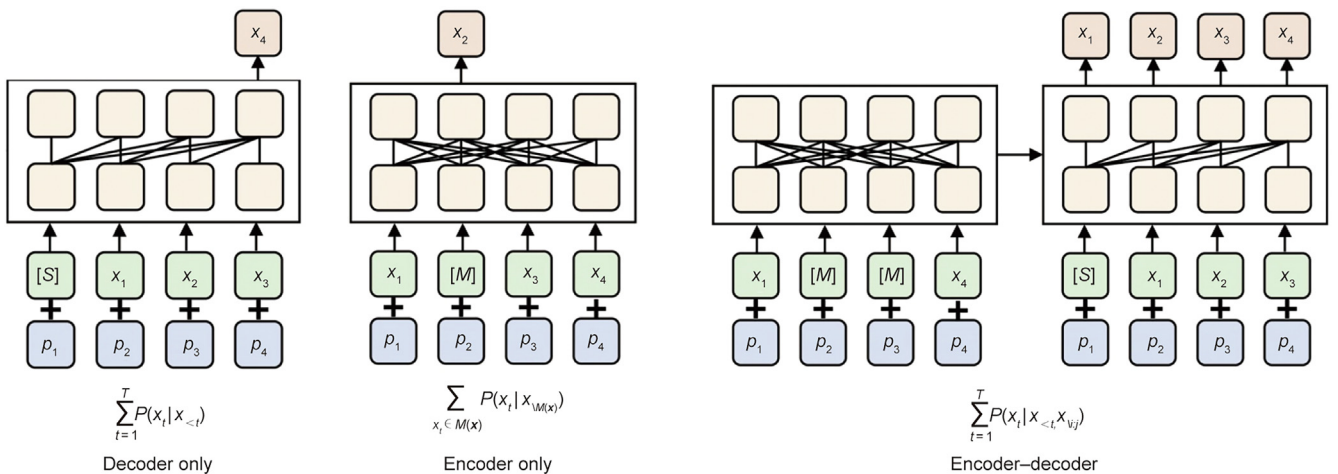 x₄
[S] x₁ x₂ x₃
+ + + +
p₁ p₂ p₃ p₄
T
∑P(xₜ|x<ₜ)
t = 1
Decoder only
x₂
x₁ [M] x₃ x₄
+ + + +
p₁ p₂ p₃ p₄
∑ P(xₜ|x\M(x))
xₜ ∈ M(x)
Encoder only
x₁ x₂ x₃ x₄
x₁ [M] [M] x₄ [S] x₁ x₂ x₃
+ + + + + + + +
p₁ p₂ p₃ p₄ p₁ p₂ p₃ p₄
T
∑P(xₜ|x<ₜ, x\i:j)
t = 1
Encoder–decoder